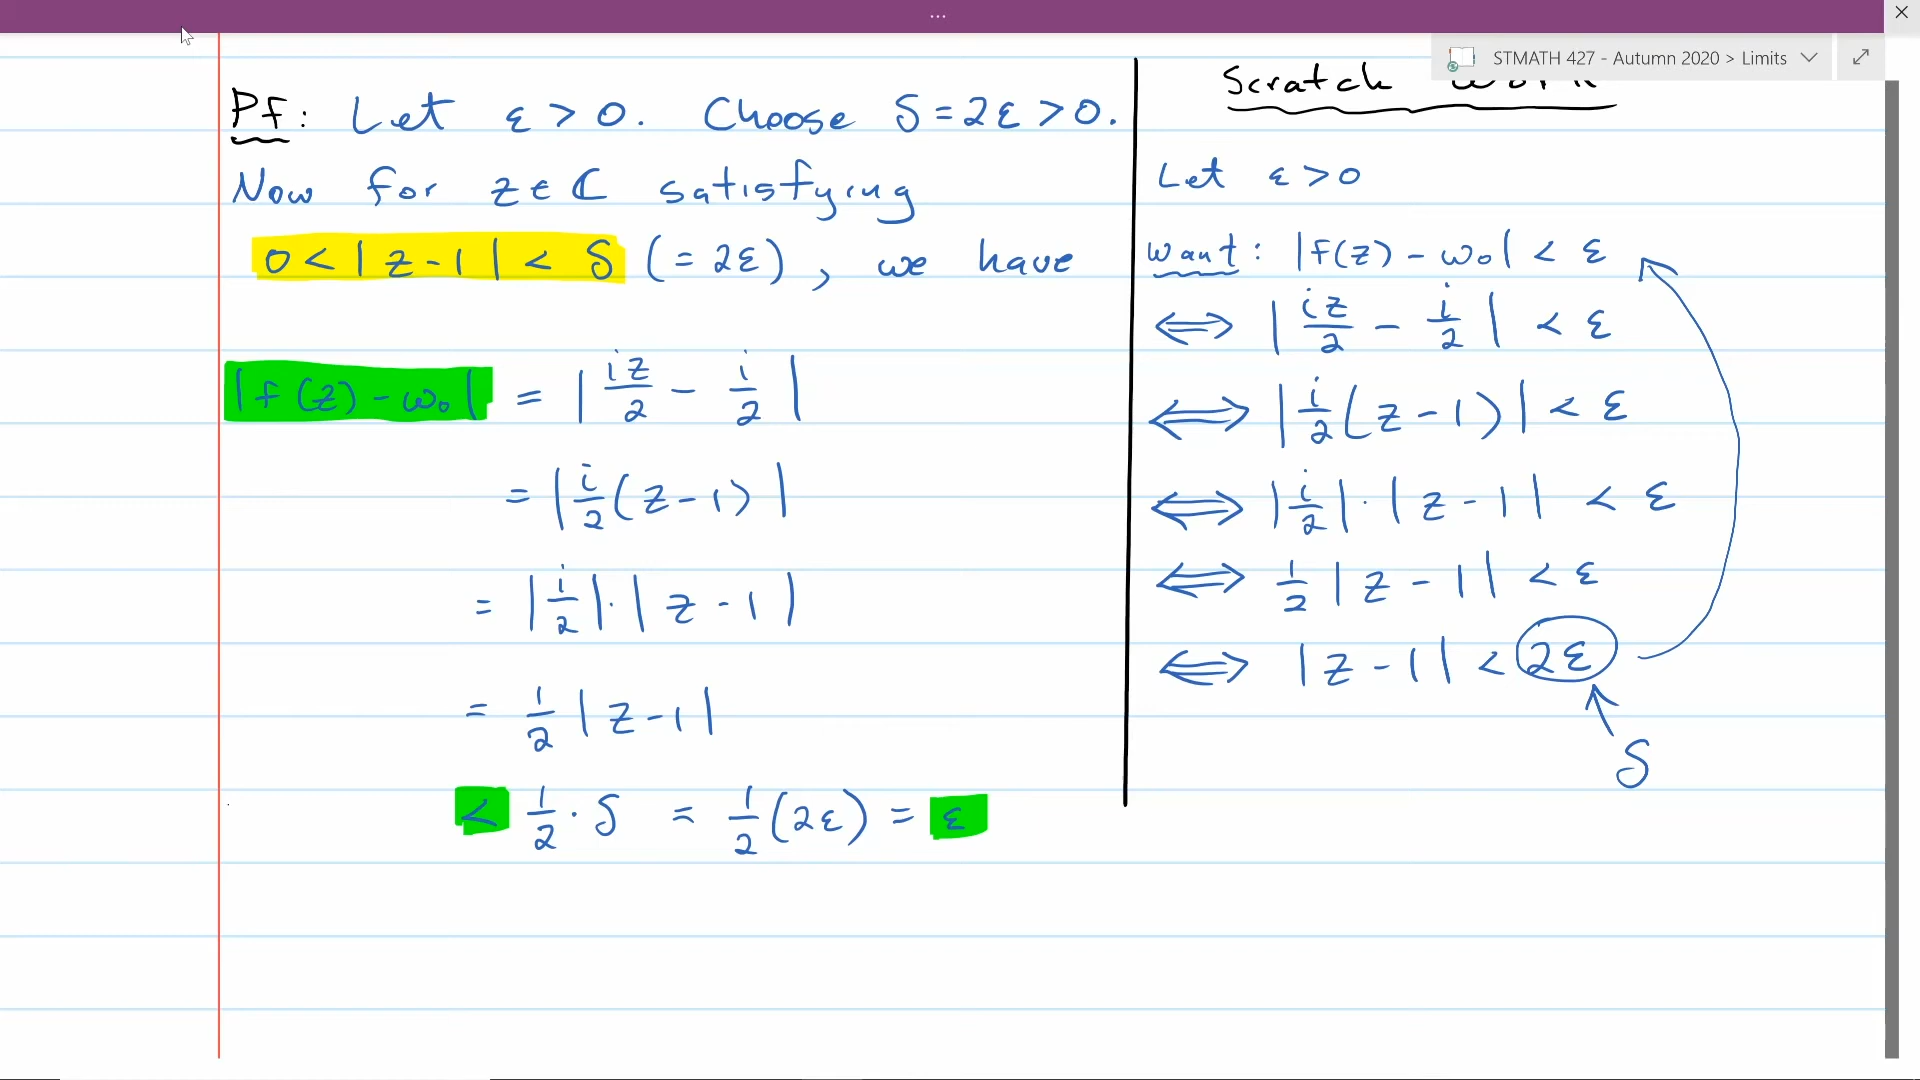 ...
STMATH 427 - Autumn 2020 > Limits
Pf: Let ε > 0. Choose δ = 2ε > 0.
Now for z ∈ ℂ satisfying
0 < |z - 1| < δ (= 2ε), we have
|f(z) - w₀| = |iz/2 - i/2|
= |i/2 (z - 1)|
= |i/2| · |z - 1|
= 1/2 |z - 1|
< 1/2 · δ = 1/2 (2ε) = ε
Scratch Work
Let ε > 0
Want: |f(z) - w₀| < ε
⟺ |iz/2 - i/2| < ε
⟺ |i/2 (z - 1)| < ε
⟺ |i/2| · |z - 1| < ε
⟺ 1/2 |z - 1| < ε
⟺ |z - 1| < 2ε
δ